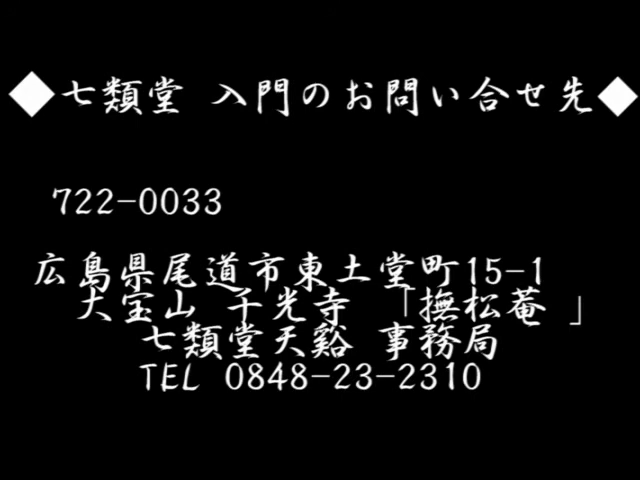 ◆七類堂 入門のお問い合せ先◆
722-0033
広島県尾道市東土堂町15-1
大宝山 千光寺 「撫松菴 」
七類堂天谿 事務局
TEL 0848-23-2310